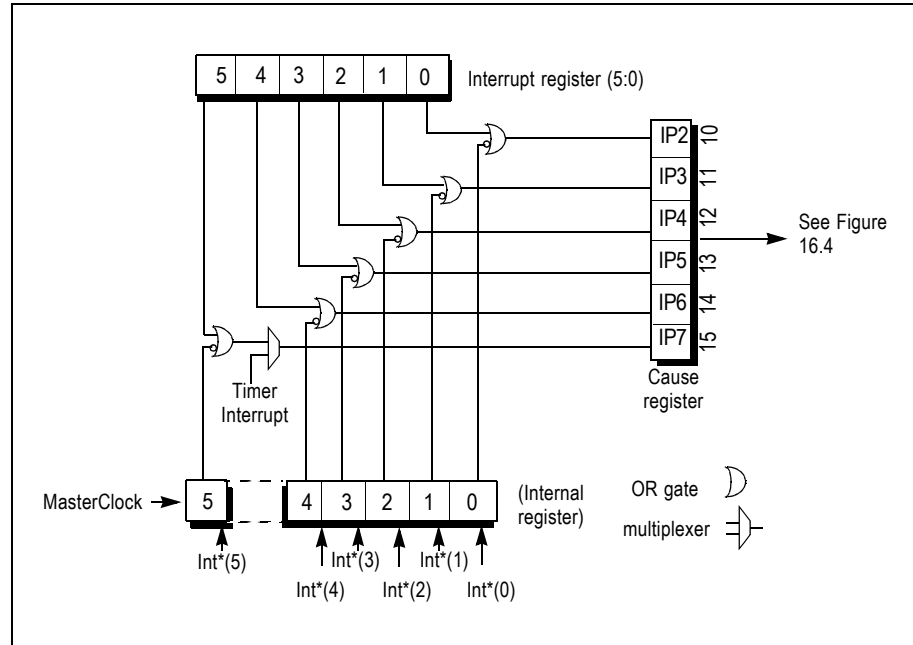 5 4 3 2 1 0
Interrupt register (5:0)
IP2 10
IP3 11
IP4 12
IP5 13
IP6 14
IP7 15
See Figure
16.4
Cause
register
Timer
Interrupt
MasterClock
5
4 3 2 1 0
(Internal
register)
OR gate
multiplexer
Int*(5)
Int*(3)
Int*(1)
Int*(4)
Int*(2)
Int*(0)